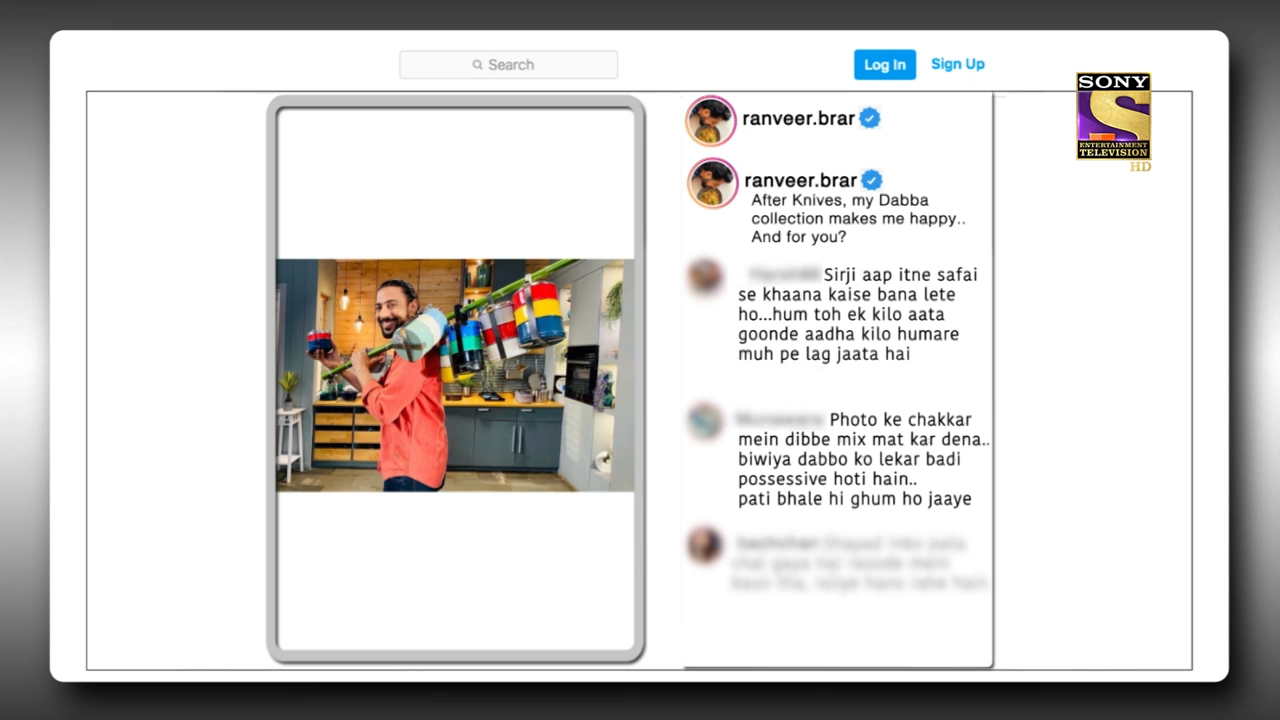 Search
Log In
Sign Up
SONY
ENTERTAINMENT
TELEVISION
HD
ranveer.brar
ranveer.brar
After Knives, my Dabba
collection makes me happy..
And for you?
Sirji aap itne safai
se khaana kaise bana lete
ho...hum toh ek kilo aata
goonde aadha kilo humare
muh pe lag jaata hai
Photo ke chakkar
mein dibbe mix mat kar dena..
biwiya dabbo ko lekar badi
possessive hoti hain..
pati bhale hi ghum ho jaaye